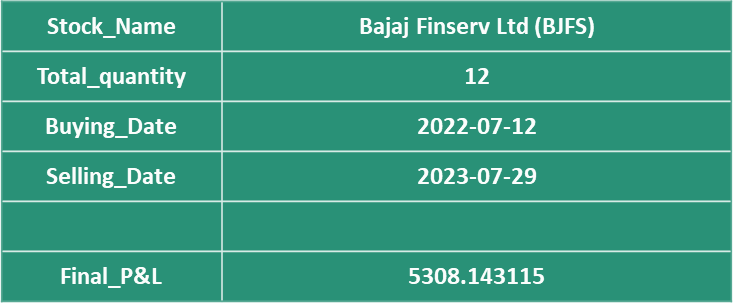 Stock_Name Bajaj Finserv Ltd (BJFS)
Total_quantity 12
Buying_Date 2022-07-12
Selling_Date 2023-07-29
Final_P&L 5308.143115